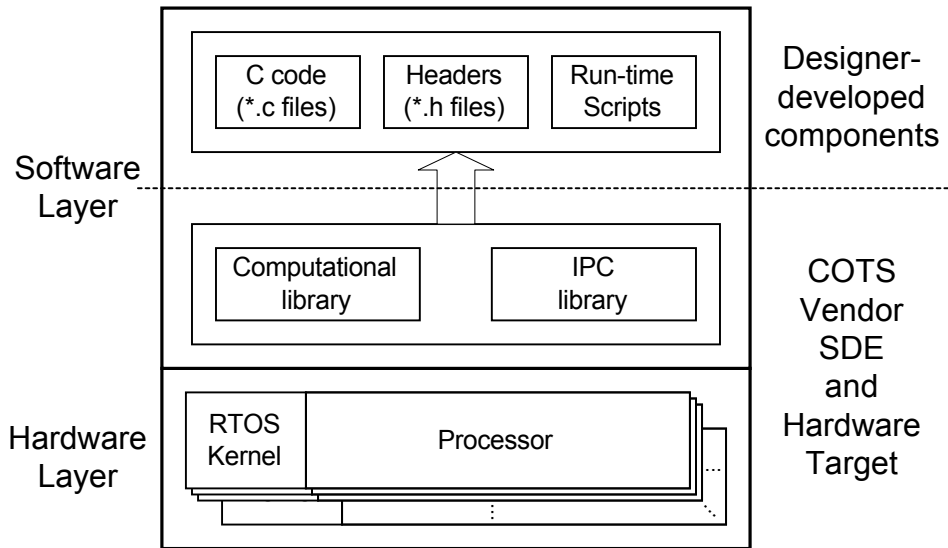 C code
(*.c files)
Headers
(*.h files)
Run-time
Scripts
Designer-
developed
components
Software
Layer
Computational
library
IPC
library
COTS
Vendor
SDE
and
Hardware
Target
Hardware
Layer
RTOS
Kernel
Processor
...
...
...